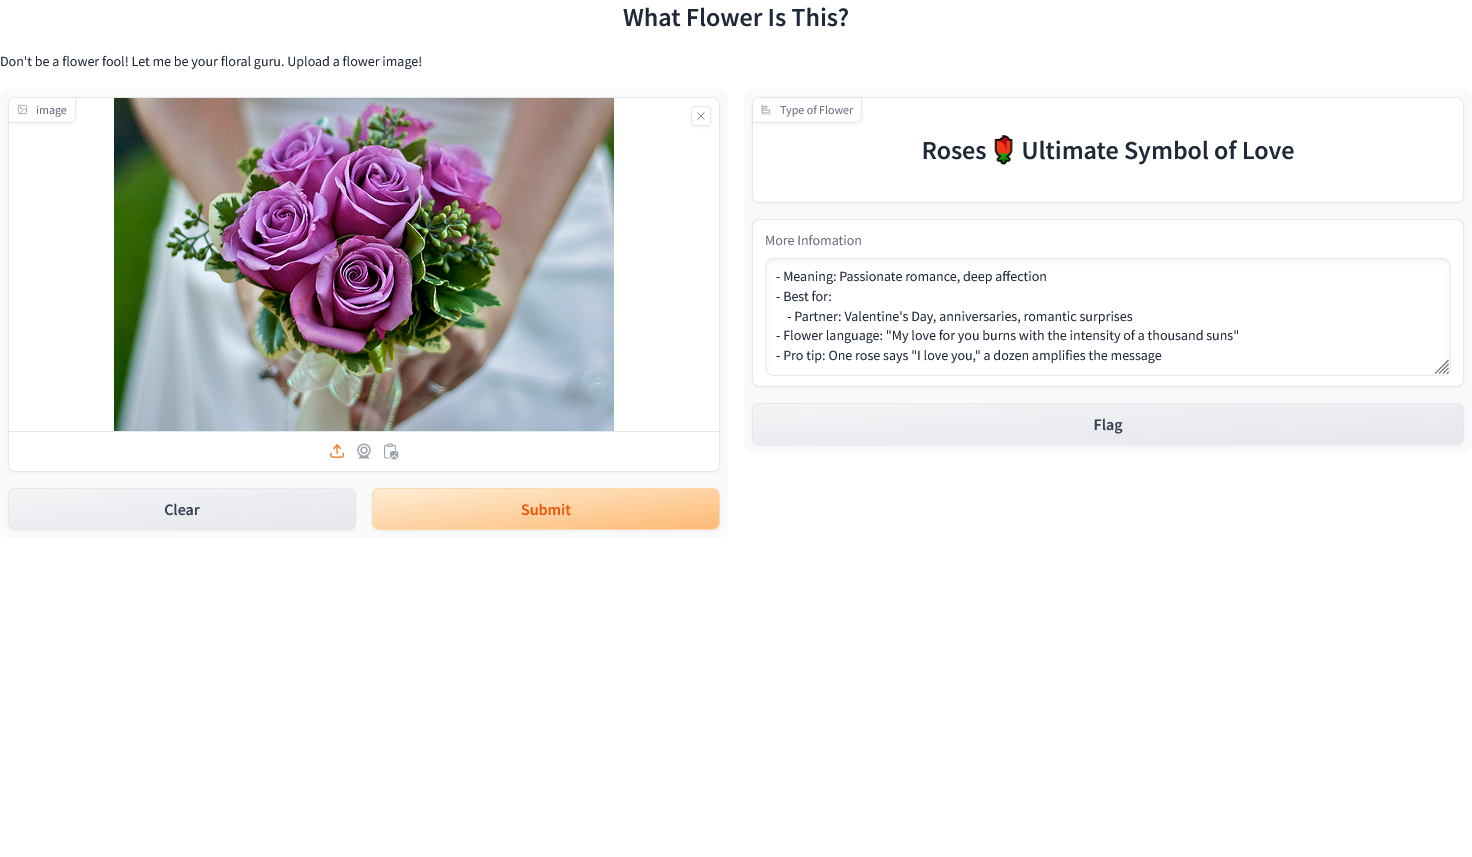 What Flower Is This?
Don't be a flower fool! Let me be your floral guru. Upload a flower image!
image
Clear
Submit
Type of Flower
Roses 🌹 Ultimate Symbol of Love
More Infomation
- Meaning: Passionate romance, deep affection
- Best for:
- Partner: Valentine's Day, anniversaries, romantic surprises
- Flower language: "My love for you burns with the intensity of a thousand suns"
- Pro tip: One rose says "I love you," a dozen amplifies the message
Flag